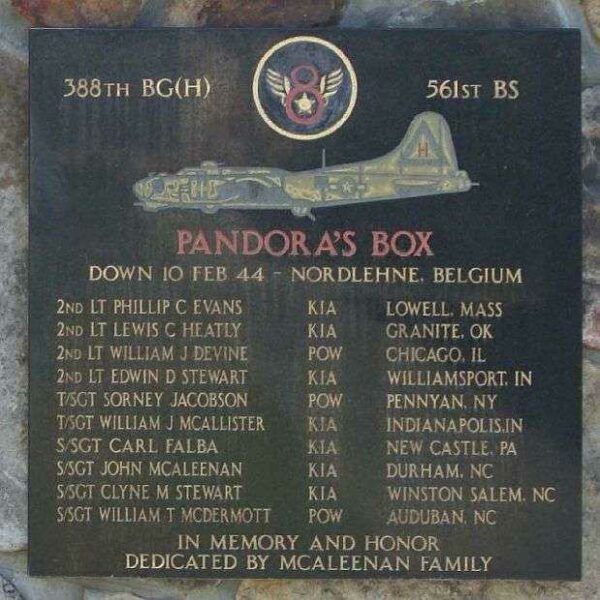 388TH BG(H) 8 561ST BS
H
PANDORA'S BOX
DOWN 10 FEB 44 - NORDLEHNE, BELGIUM
2ND LT PHILLIP C EVANS KIA LOWELL, MASS
2ND LT LEWIS C HEATLY KIA GRANITE, OK
2ND LT WILLIAM J DEVINE POW CHICAGO, IL
2ND LT EDWIN D STEWART KIA WILLIAMSPORT, IN
T/SGT SORNEY JACOBSON POW PENNYAN, NY
T/SGT WILLIAM J MCALLISTER KIA INDIANAPOLIS,IN
S/SGT CARL FALBA KIA NEW CASTLE, PA
S/SGT JOHN MCALEENAN KIA DURHAM, NC
S/SGT CLYNE M STEWART KIA WINSTON SALEM, NC
S/SGT WILLIAM T MCDERMOTT POW AUDUBAN, NC
IN MEMORY AND HONOR
DEDICATED BY MCALEENAN FAMILY